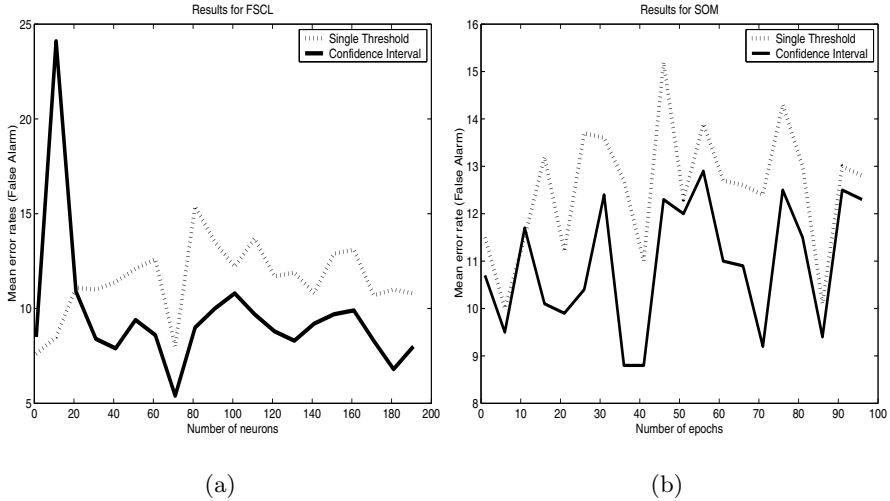 Results for FSCL
Single Threshold
Confidence Interval
Mean error rates (False Alarm)
25
20
15
10
5
0 20 40 60 80 100 120 140 160 180 200
Number of neurons
(a)
Results for SOM
Single Threshold
Confidence Interval
Mean error rate (False Alarm)
16
15
14
13
12
11
10
9
8
0 10 20 30 40 50 60 70 80 90 100
Number of epochs
(b)